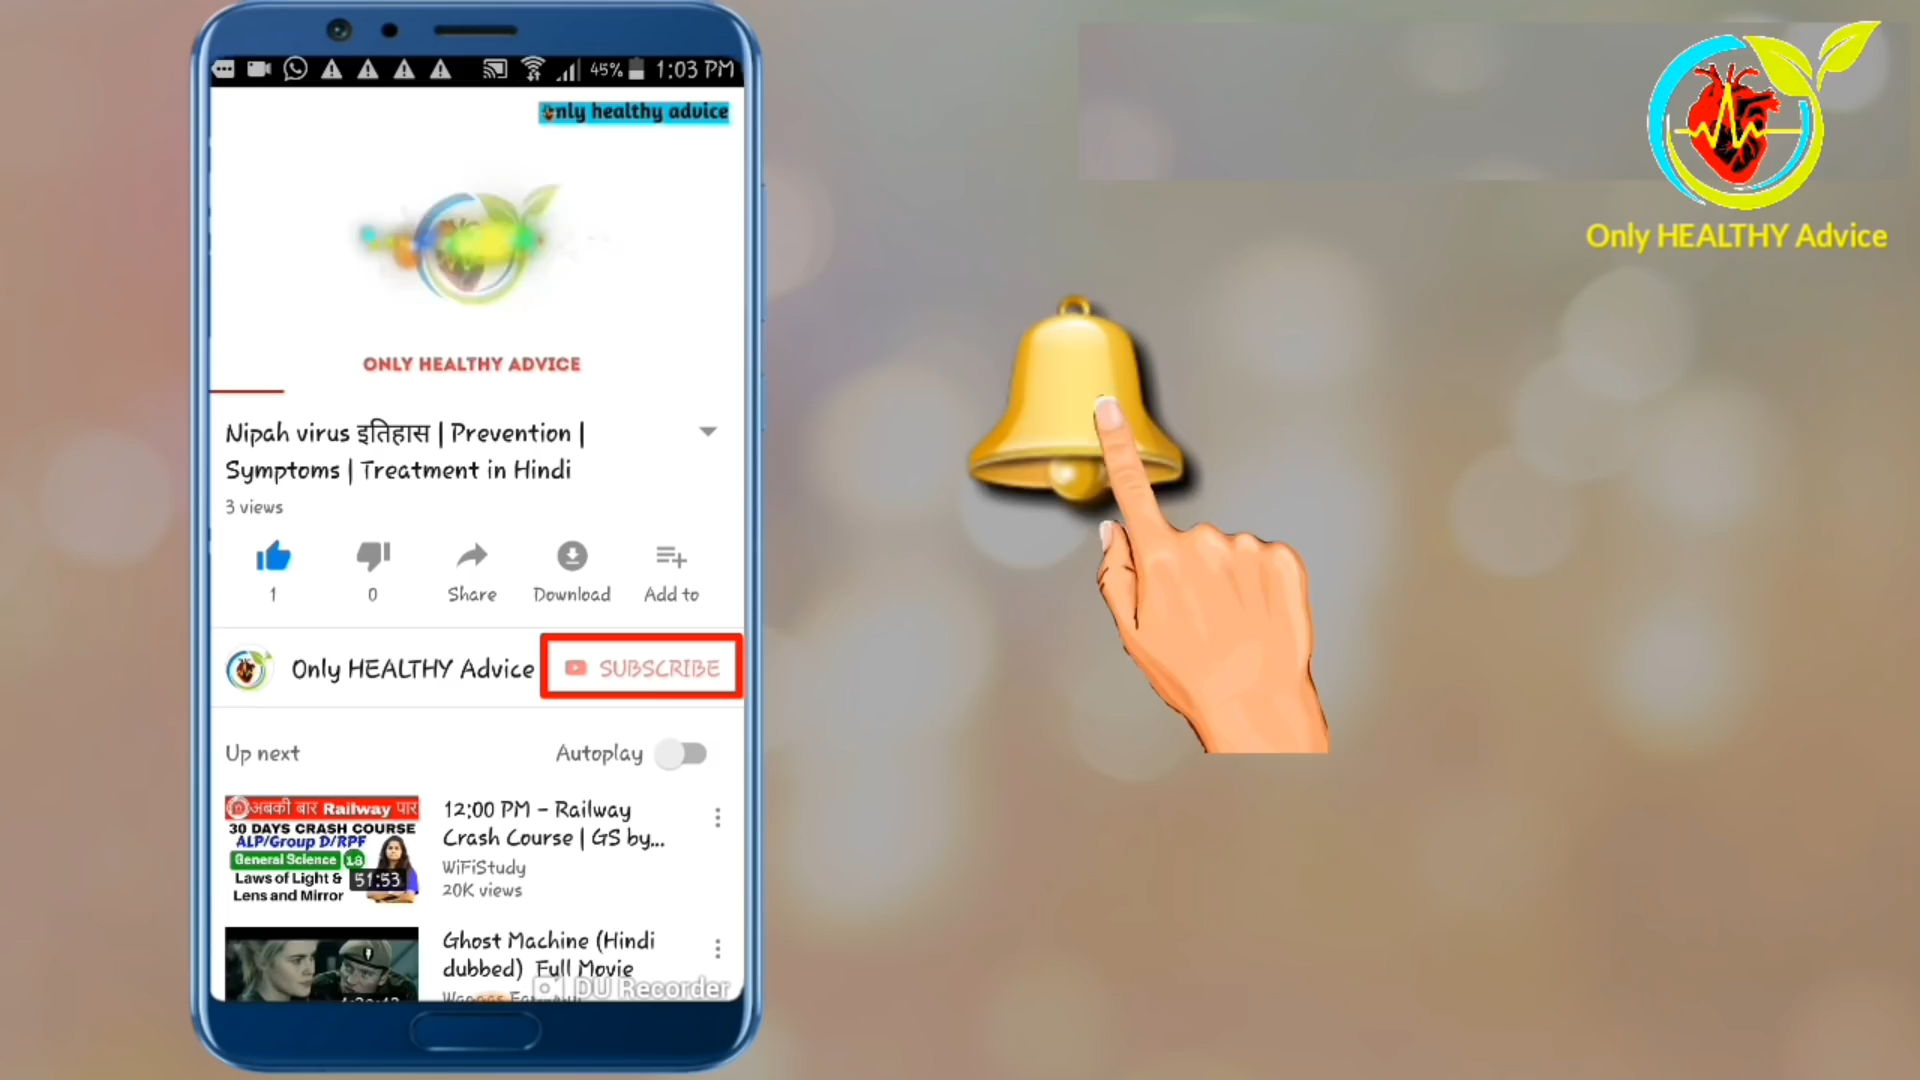 45% 1:03 PM
nly healthy advice
ONLY HEALTHY ADVICE
Nipah virus इतिहास | Prevention |
Symptoms | Treatment in Hindi
3 views
1
0
Share
Download
Add to
Only HEALTHY Advice
SUBSCRIBE
Up next
Autoplay
अबकी बार Railway पार
30 DAYS CRASH COURSE
ALP/Group D/RPF
General Science 18
Laws of Light &
Lens and Mirror
51:53
12:00 PM – Railway
Crash Course | GS by...
WiFiStudy
20K views
Ghost Machine (Hindi
dubbed) Full Movie
DU Recorder
Only HEALTHY Advice